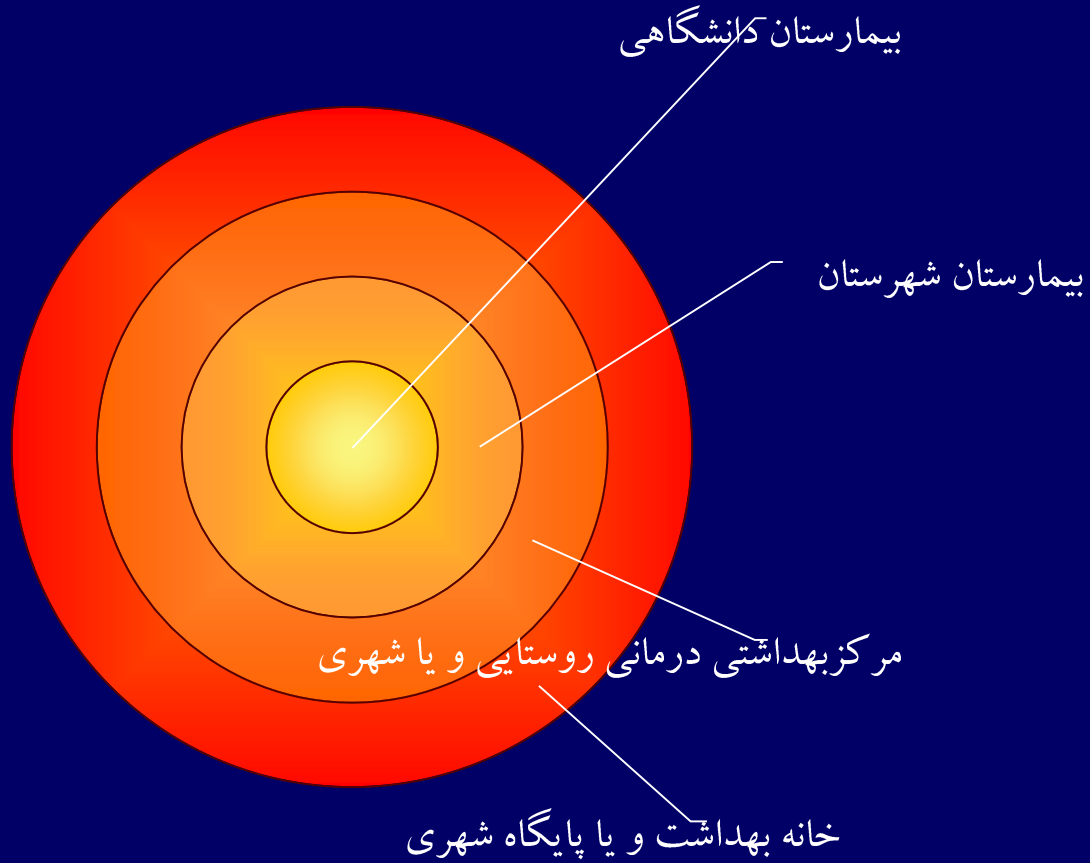 بیمارستان دانشگاهی
بیمارستان شهرستان
مرکزبهداشتی درمانی روستایی و یا شهری
خانه بهداشت و یا پایگاه شهری